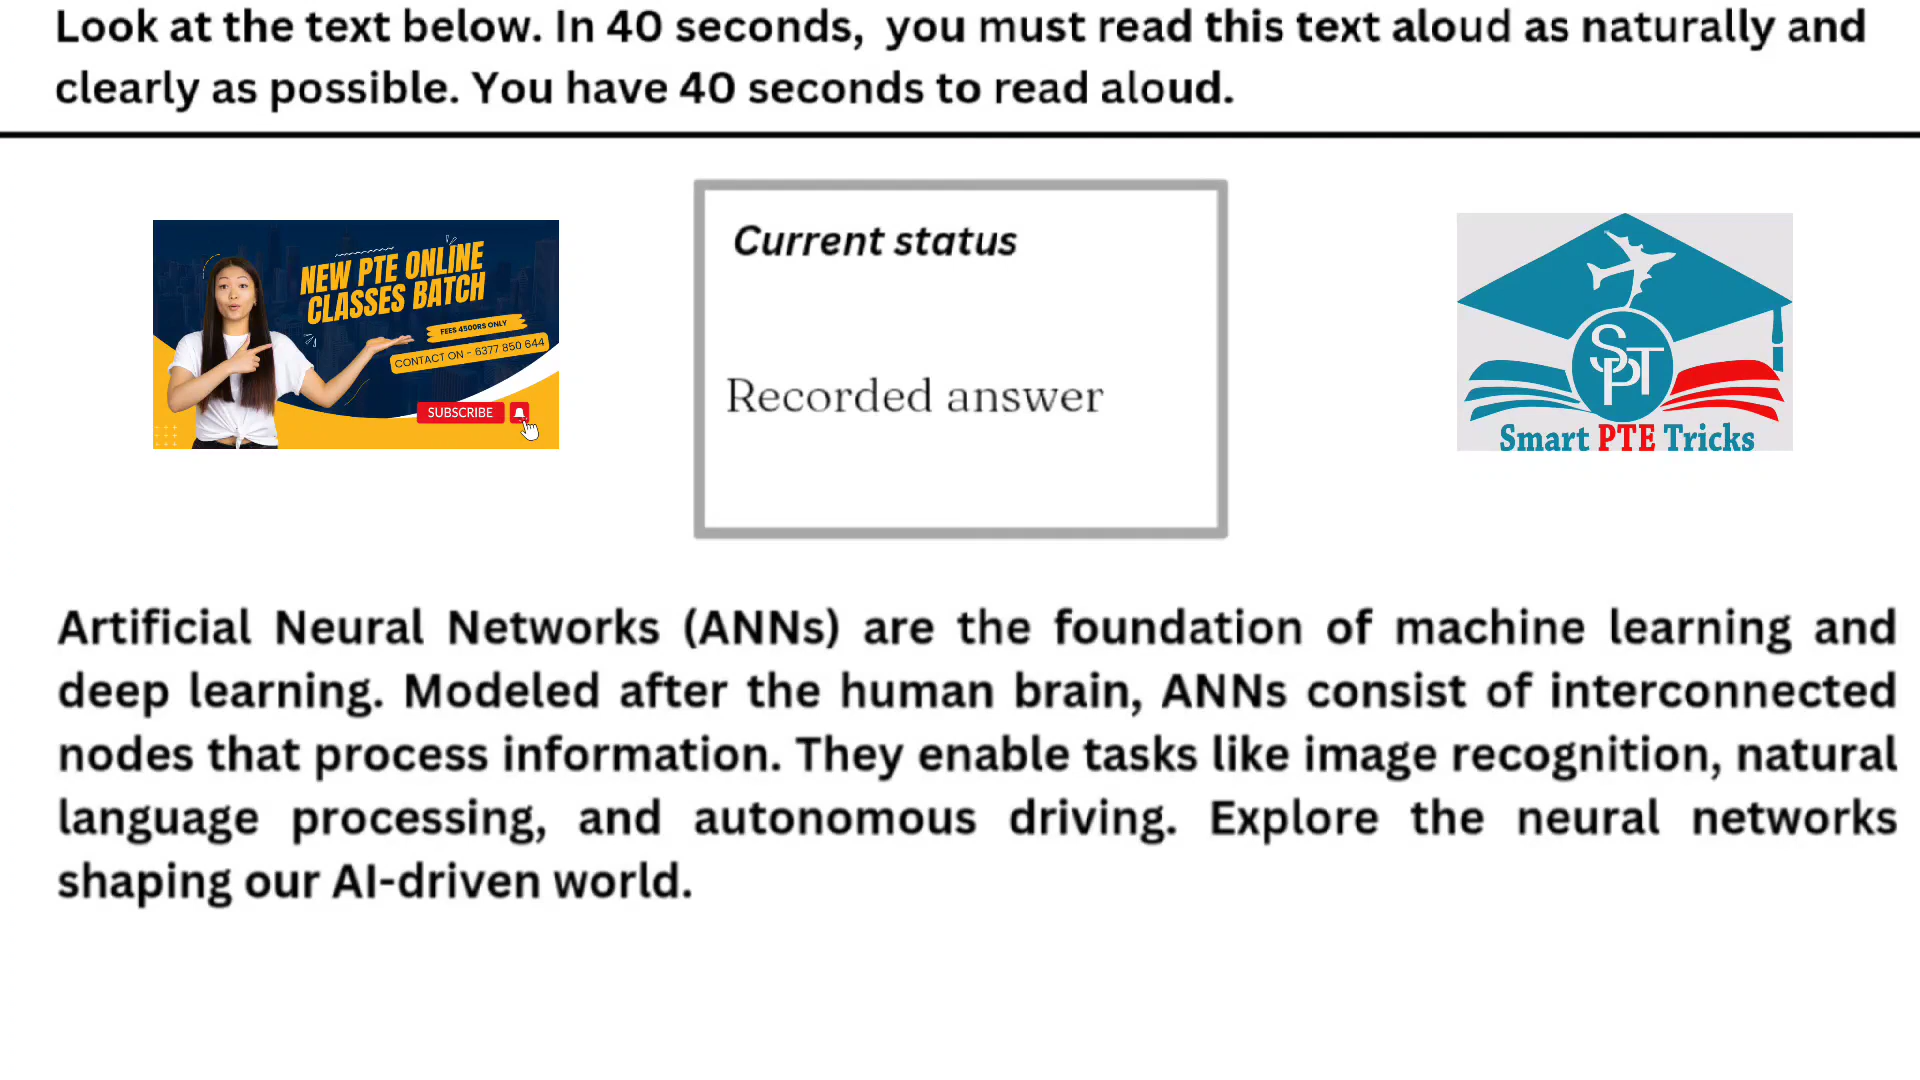 Look at the text below. In 40 seconds, you must read this text aloud as naturally and
clearly as possible. You have 40 seconds to read aloud.
NEW PTE ONLINE
CLASSES BATCH
FEES 4500RS ONLY
CONTACT ON - 6377 850 644
SUBSCRIBE
Current status
Recorded answer
SPT
Smart PTE Tricks
Artificial Neural Networks (ANNs) are the foundation of machine learning and
deep learning. Modeled after the human brain, ANNs consist of interconnected
nodes that process information. They enable tasks like image recognition, natural
language processing, and autonomous driving. Explore the neural networks
shaping our AI-driven world.